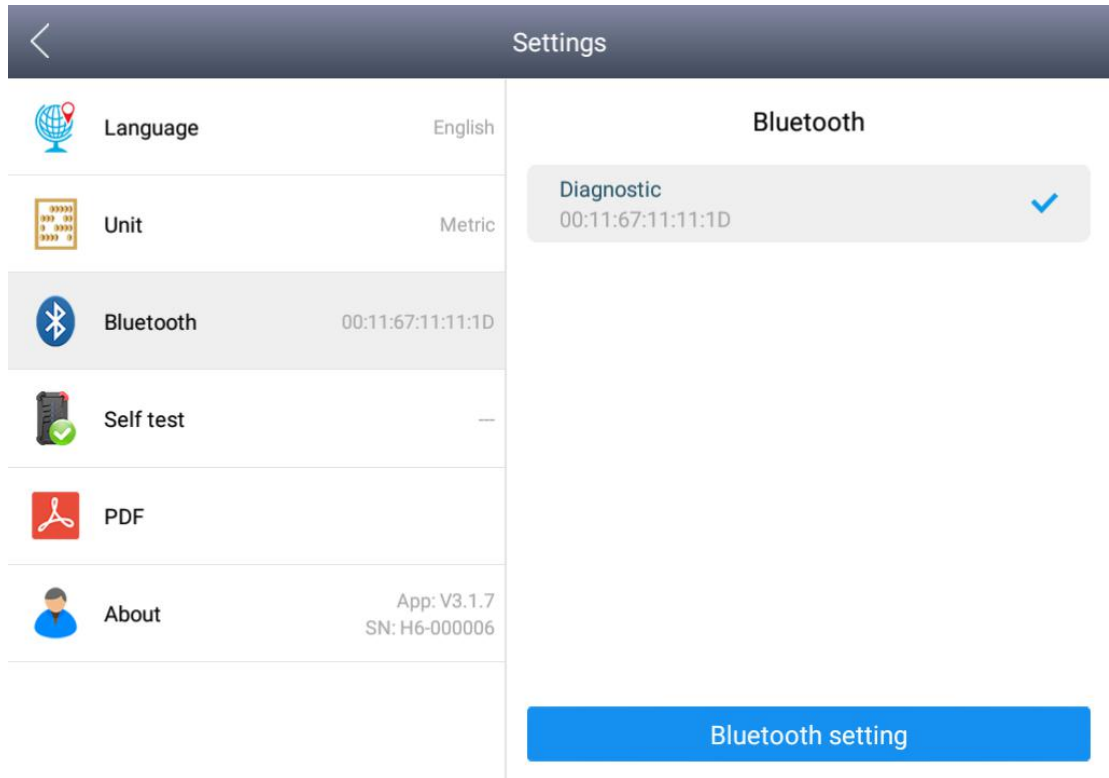 Settings
Language
English
Unit
Metric
Bluetooth
00:11:67:11:11:1D
Self test
---
PDF
About
App: V3.1.7
SN: H6-000006
Bluetooth
Diagnostic
00:11:67:11:11:1D
Bluetooth setting